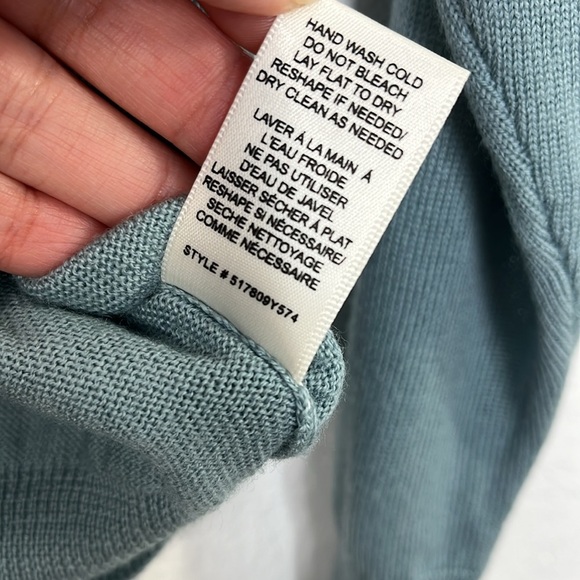 HAND WASH COLD
DO NOT BLEACH
LAY FLAT TO DRY
RESHAPE IF NEEDED/
DRY CLEAN AS NEEDED
LAVER À LA MAIN À
L'EAU FROIDE
NE PAS UTILISER
D'EAU DE JAVEL
LAISSER SÉCHER À PLAT
RESHAPE SI NÉCESSAIRE/
SECHE NETTOYAGE
COMME NÉCESSAIRE
STYLE # 517809Y574